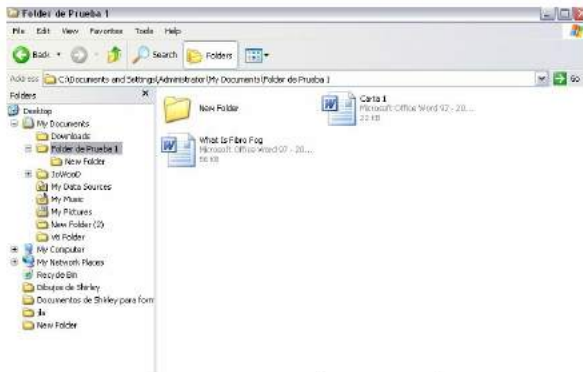 Folder de Prueba 1
File Edit View Favorites Tools Help
Back Search Folders
Address C:\Documents and Settings\Administrator\My Documents\Folder de Prueba 1 Go
Folders
Desktop
My Documents
Downloads
Folder de Prueba 1
New Folder
JoWooD
My Data Sources
My Music
My Pictures
New Folder (2)
vti Folder
My Computer
My Network Places
Recycle Bin
Dibujos de Shirley
Documentos de Shirley para form
New Folder
New Folder
Carta 1
Microsoft Office Word 97 - 20...
22 KB
What Is Fibro Fog
Microsoft Office Word 97 - 20...
56 KB